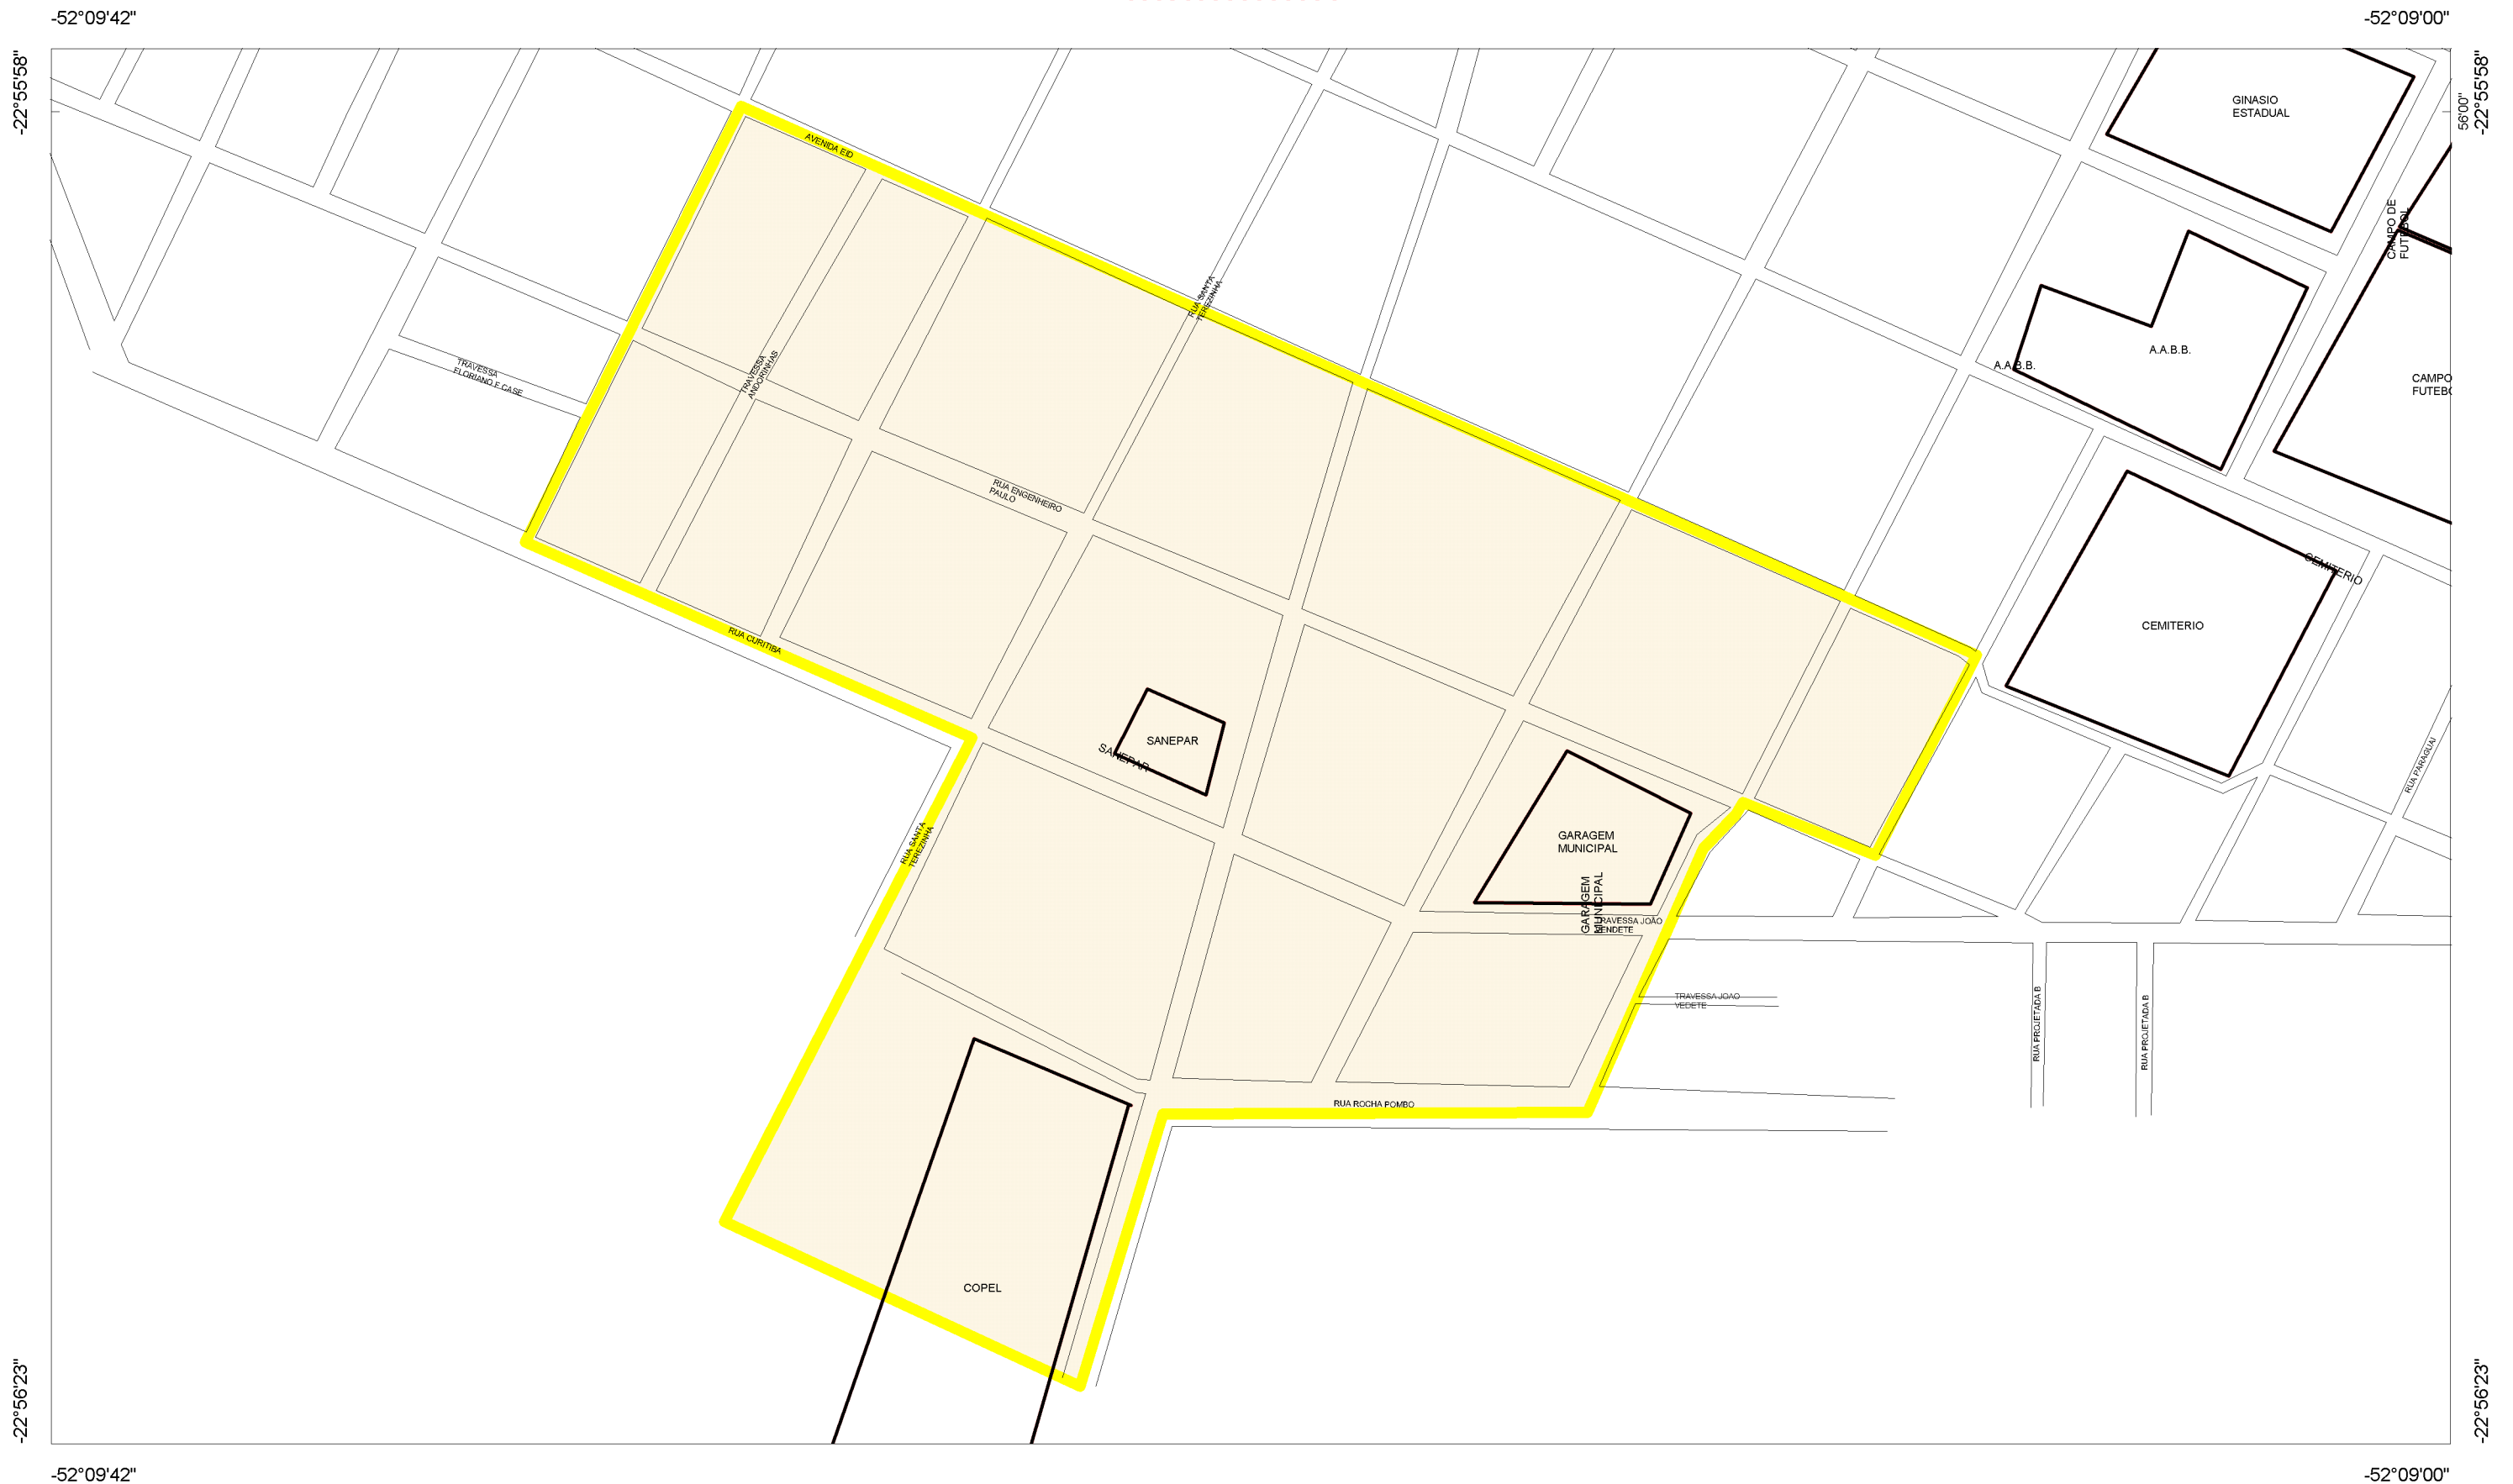 -52°09'42"
-52°09'00"
-22°55'58"
-22°55'58"
56'00"
GINASIO
ESTADUAL
AVENIDA EID
CAMPO DE
FUTEBOL
RUA SANTA
TEREZINHA
A.A.B.B.
A.A.B.B.
TRAVESSA
FLORIANO F CASE
TRAVESSA
ANDORINHAS
CAMPO
FUTEBO
RUA ENGENHEIRO
PAULO
CEMITERIO
CEMITERIO
RUA CURITIBA
SANEPAR
SANEPAR
RUA PARAGUAI
RUA SANTA
TEREZINHA
GARAGEM
MUNICIPAL
GARAGEM
MUNICIPAL
TRAVESSA JOÃO
TRAVESSA JOAO
VEDETE
RUA PROJETADA B
RUA PROJETADA B
RUA ROCHA POMBO
COPEL
-22°56'23"
-22°56'23"
-52°09'42"
-52°09'00"